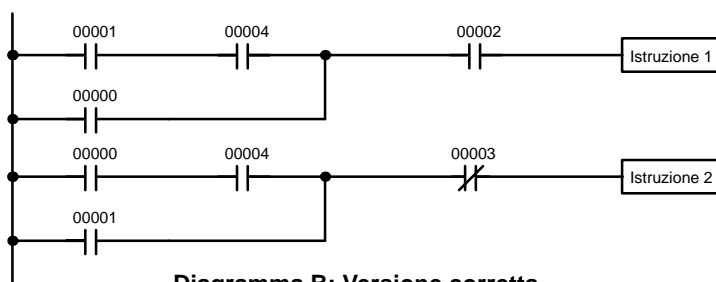 00001 00004 00002
Istruzione 1
00000
00000 00004 00003
Istruzione 2
00001
Diagramma B: Versione corretta